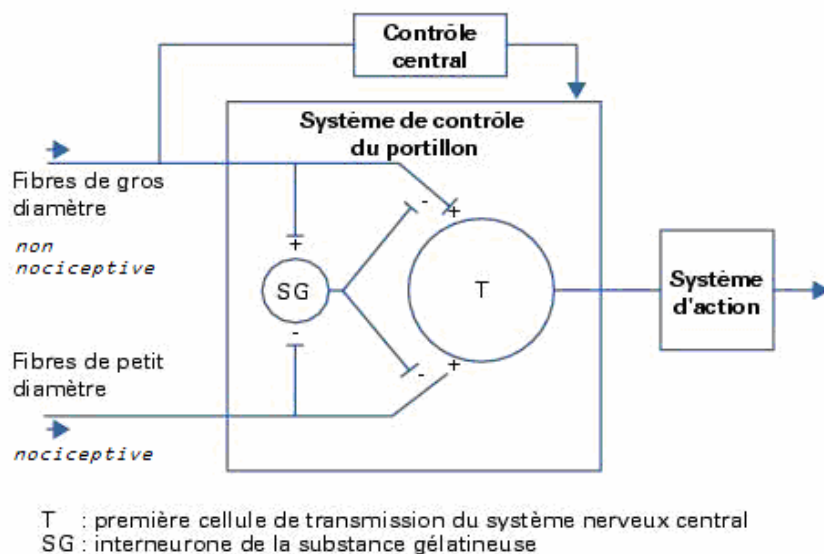 Contrôle
central
Système de contrôle
du portillon
Fibres de gros
diamètre
non
nociceptive
+
-
+
SG
T
Système
d'action
-
-
+
Fibres de petit
diamètre
nociceptive
T : première cellule de transmission du système nerveux central
SG : interneurone de la substance gélatineuse